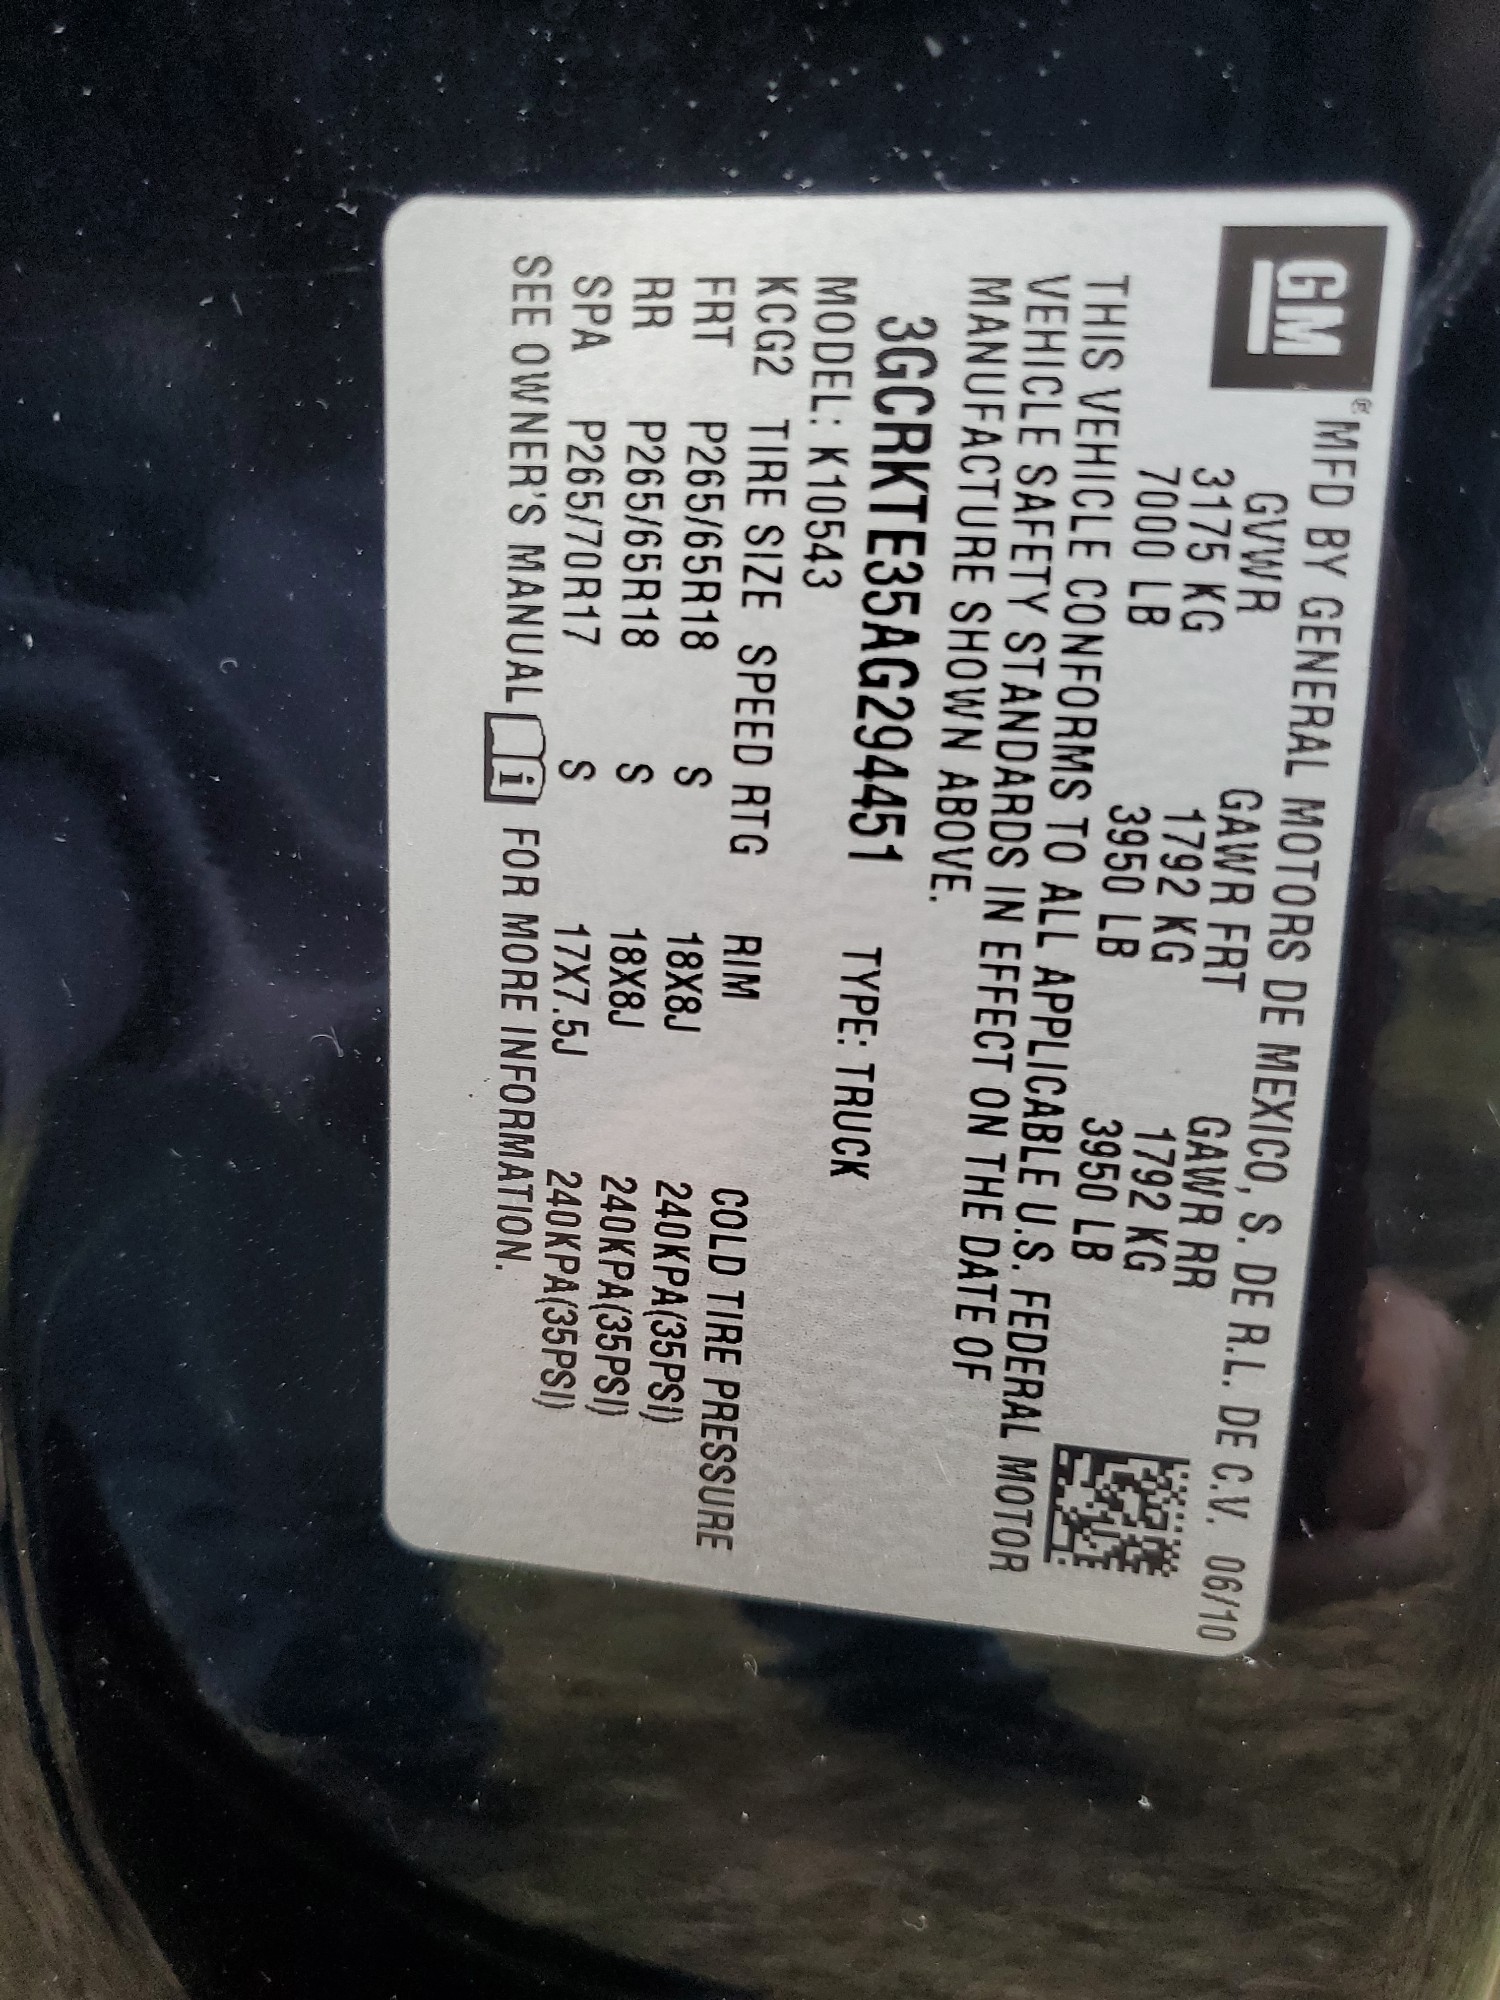 GM® MFD BY GENERAL MOTORS DE MEXICO, S. DE R.L. DE C.V. 06/10
GVWR GAWR FRT GAWR RR
3175 KG 1792 KG 1792 KG
7000 LB 3950 LB 3950 LB
THIS VEHICLE CONFORMS TO ALL APPLICABLE U.S. FEDERAL MOTOR
VEHICLE SAFETY STANDARDS IN EFFECT ON THE DATE OF
MANUFACTURE SHOWN ABOVE.
3GCRKTE35AG294451 TYPE: TRUCK
MODEL: K10543
KCG2 TIRE SIZE SPEED RTG RIM COLD TIRE PRESSURE
FRT P265/65R18 S 18X8J 240KPA(35PSI)
RR P265/65R18 S 18X8J 240KPA(35PSI)
SPA P265/70R17 S 17X7.5J 240KPA(35PSI)
SEE OWNER'S MANUAL i FOR MORE INFORMATION.